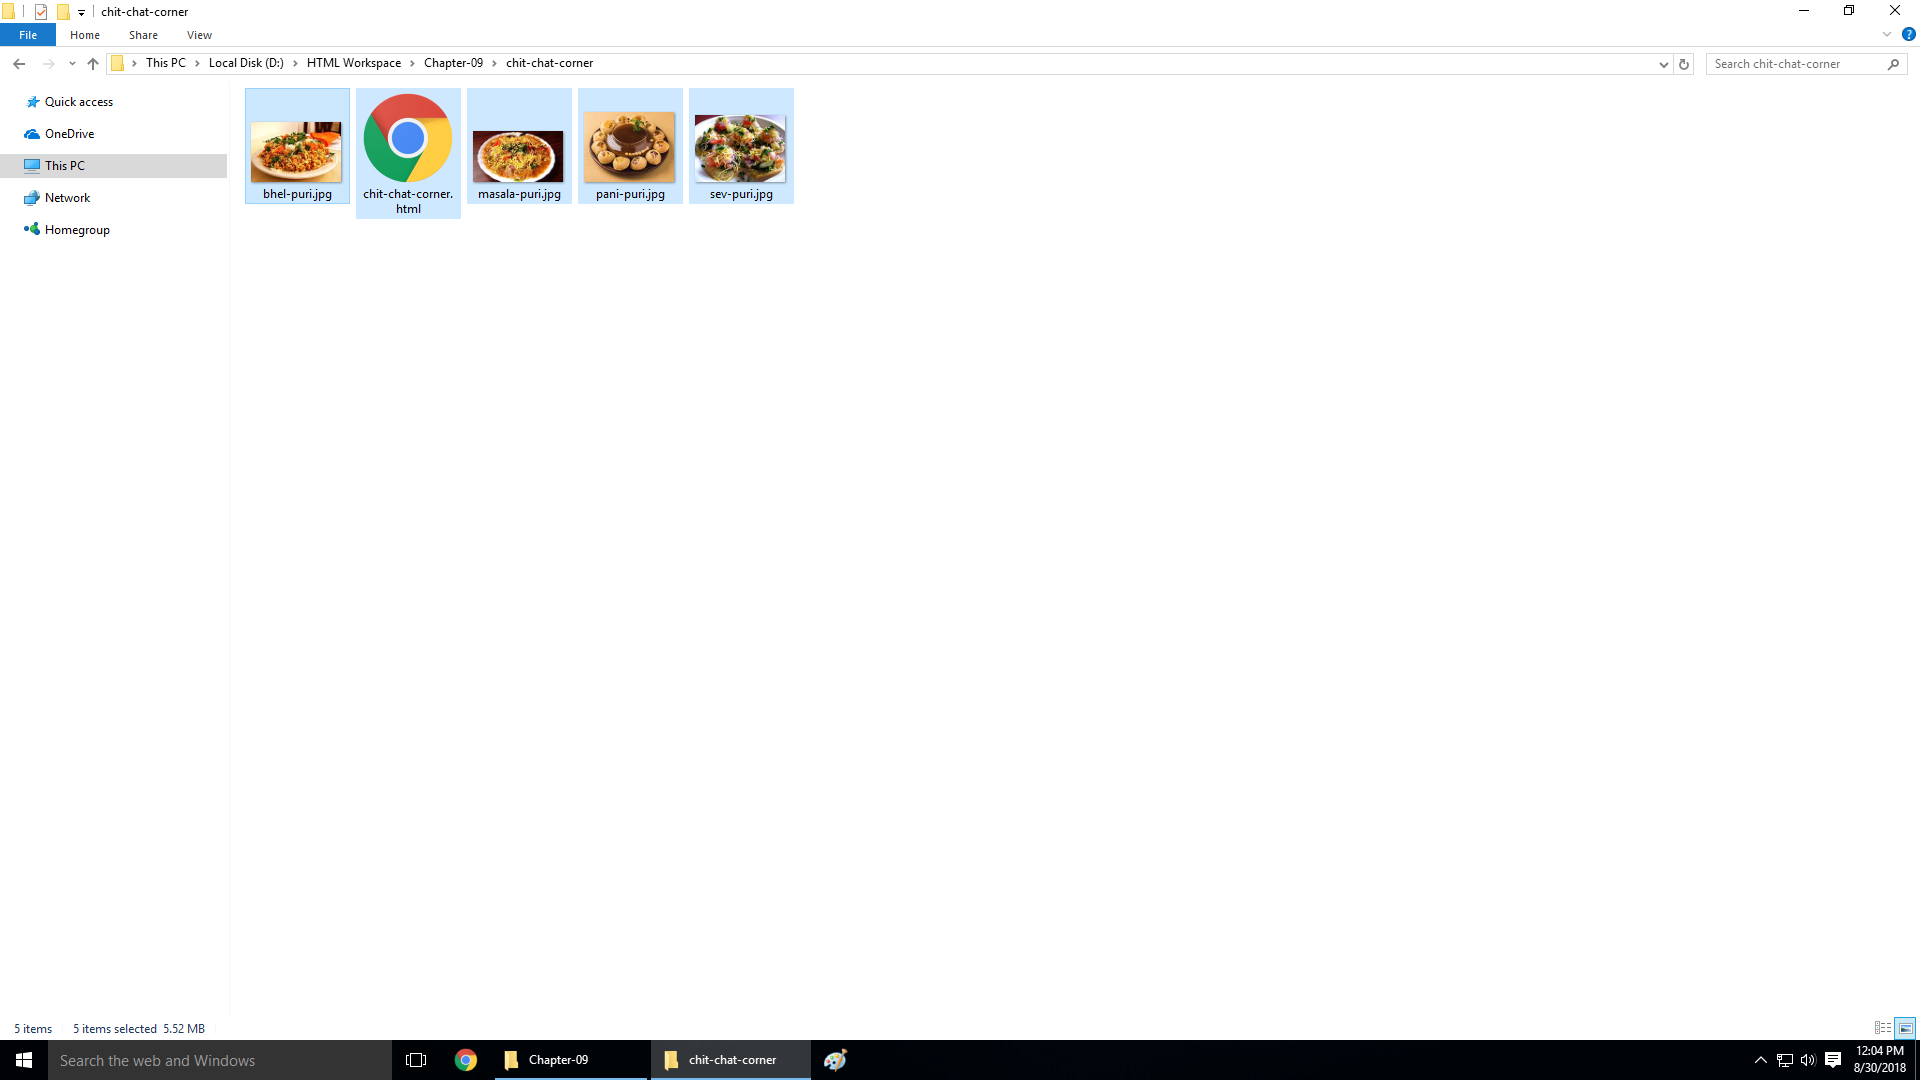 chit-chat-corner
File Home Share View
This PC Local Disk (D:) HTML Workspace Chapter-09 chit-chat-corner
Search chit-chat-corner
Quick access
OneDrive
This PC
Network
Homegroup
bhel-puri.jpg
chit-chat-corner.
html
masala-puri.jpg
pani-puri.jpg
sev-puri.jpg
5 items 5 items selected 5.52 MB
Search the web and Windows
Chapter-09
chit-chat-corner
12:04 PM
8/30/2018